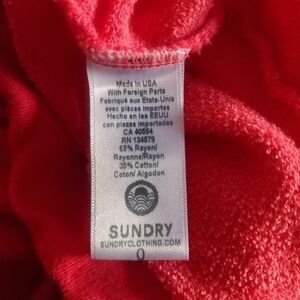 Made in USA
With Foreign Parts
Fabriqué aux Etats-Unis
avec pièces importes
Hecho en los EEUU
con piezas importadas
CA 40554
RN 134579
65% Rayon/
Rayonne/Rayon
35% Cotton/
Coton/ Algodon
SUNDRY
SUNDRYCLOTHING.COM
0